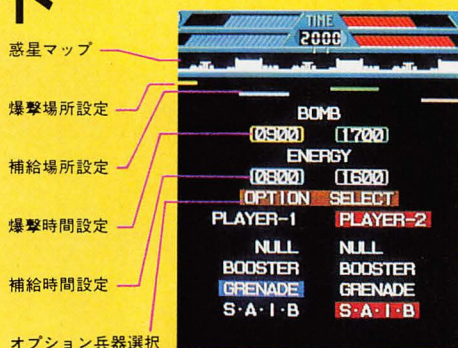 ド
惑星マップ
爆撃場所設定
補給場所設定
爆撃時間設定
補給時間設定
オプション兵器選択
TIME
2000
BOMB
0900 1700
ENERGY
0800 1600
OPTION SELECT
PLAYER-1 PLAYER-2
NULL NULL
BOOSTER BOOSTER
GRENADE GRENADE
S・A・I・B S・A・I・B